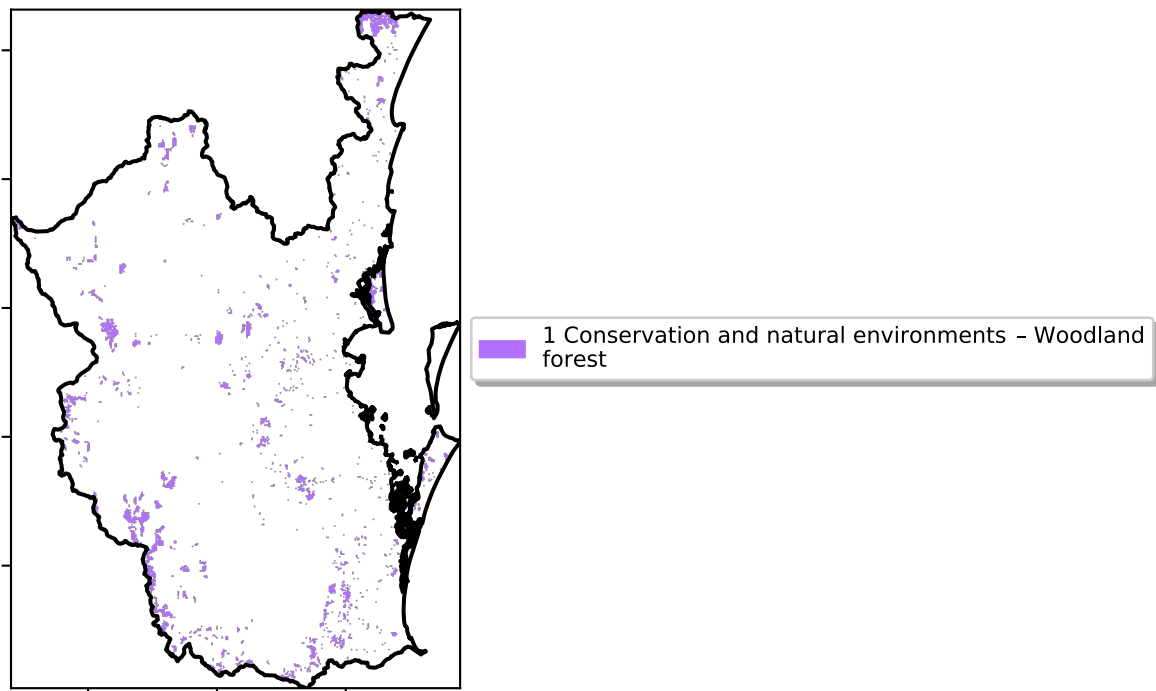 1 Conservation and natural environments – Woodland
forest